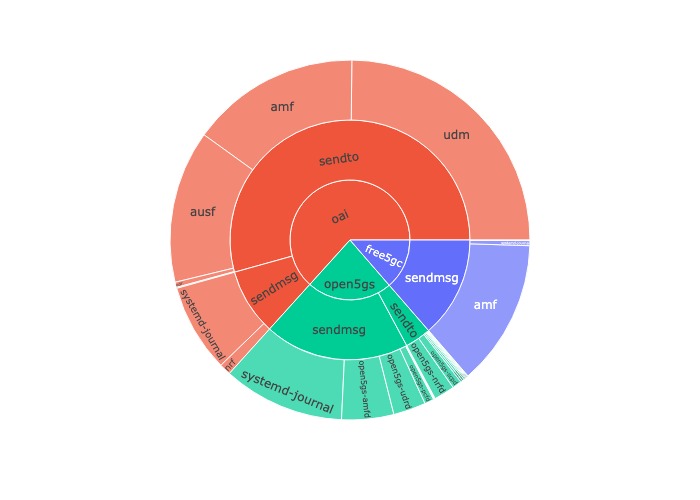 amf
udm
sendto
ausf
oai
free5gc
sendmsg
sendmsg
open5gs
amf
systemd-journal
sendmsg
sendto
nrf
systemd-journal
open5gs-amfd
open5gs-udrd
open5gs-nrfd